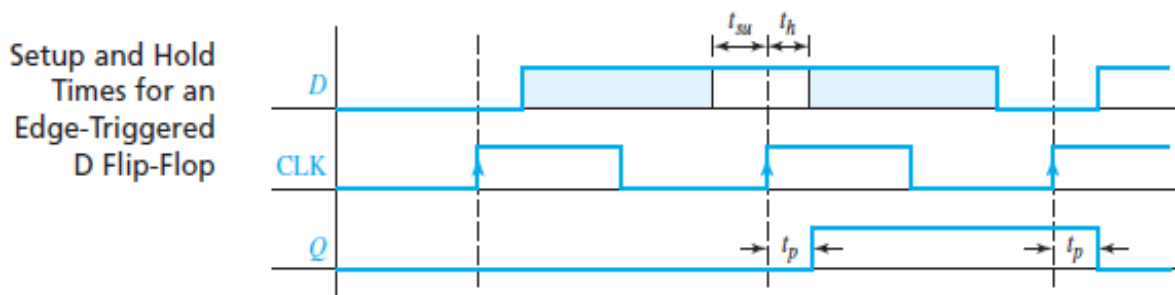 Setup and Hold
Times for an
Edge-Triggered
D Flip-Flop
t_su t_h
D
CLK
Q
t_p t_p